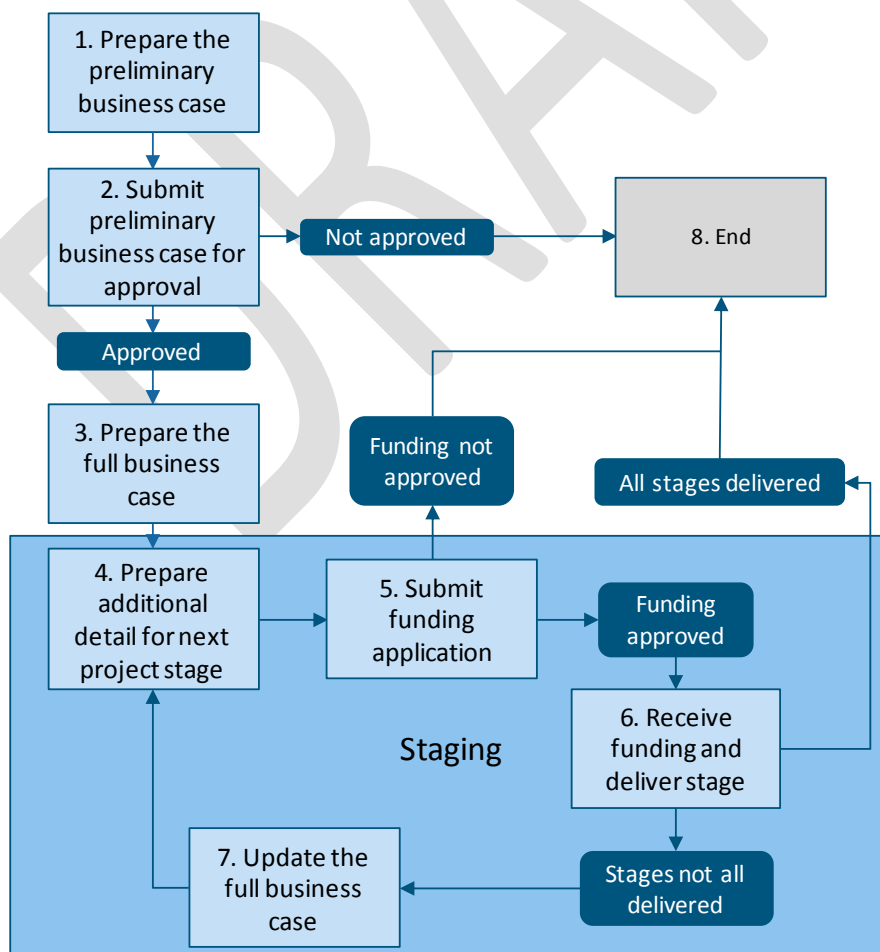 DRAF
1. Prepare the
preliminary
business case
2. Submit
preliminary
business case for
approval
Not approved
8. End
Approved
3. Prepare the
full business
case
Funding not
approved
All stages delivered
4. Prepare
additional
detail for next
project stage
5. Submit
funding
application
Funding
approved
6. Receive
funding and
deliver stage
Staging
7. Update the
full business
case
Stages not all
delivered